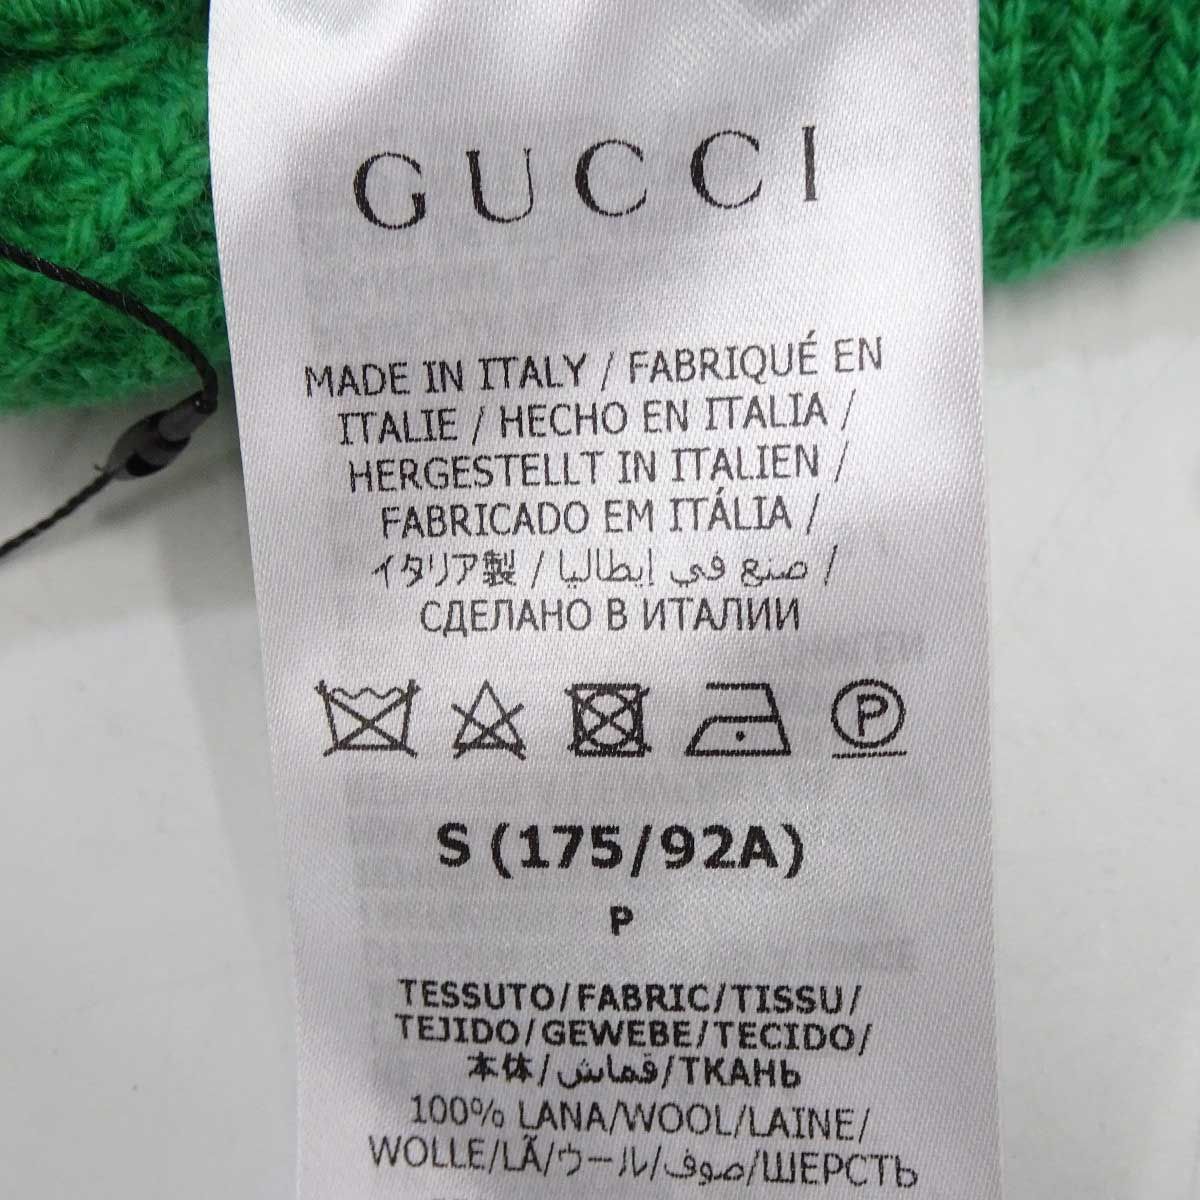 GUCCI
MADE IN ITALY / FABRIQUÉ EN
ITALIE / HECHO EN ITALIA /
HERGESTELLT IN ITALIEN /
FABRICADO EM ITÁLIA /
イタリア製 / صنع في إيطاليا /
СДЕЛАНО В ИТАЛИИ
P
S (175/92A)
P
TESSUTO/FABRIC/TISSU/
TEJIDO/GEWEBE/TECIDO/
本体/قماش/ТКАНЬ
100% LANA/WOOL/LAINE/
WOLLE/LÃ/ウール/صوف/ШЕРСТЬ